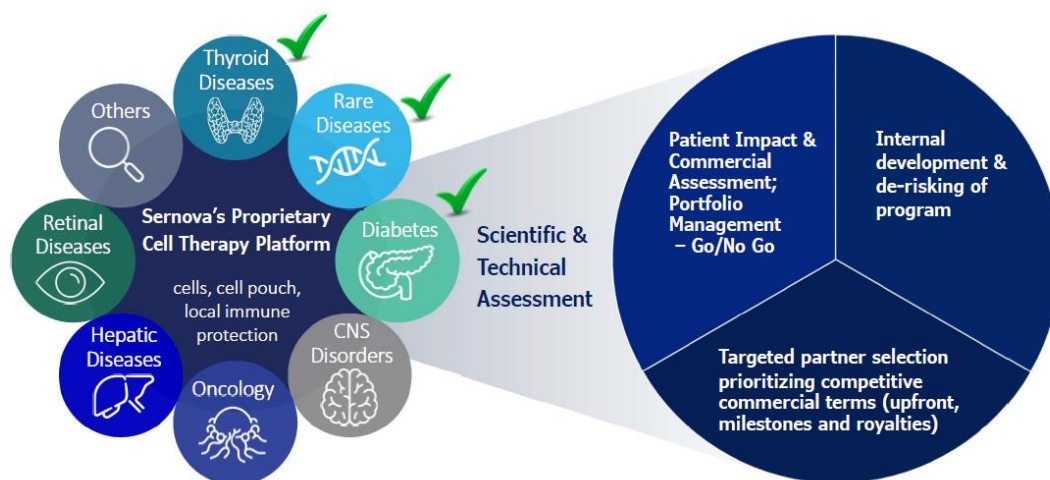 Thyroid
Diseases
Rare
Diseases
Others
Retinal
Diseases
Sernova's Proprietary
Cell Therapy Platform
cells, cell pouch,
local immune
protection
Diabetes
Hepatic
Diseases
Oncology
CNS
Disorders
Scientific &
Technical
Assessment
Patient Impact &
Commercial
Assessment;
Portfolio
Management
– Go/No Go
Internal
development &
de-risking of
program
Targeted partner selection
prioritizing competitive
commercial terms (upfront,
milestones and royalties)